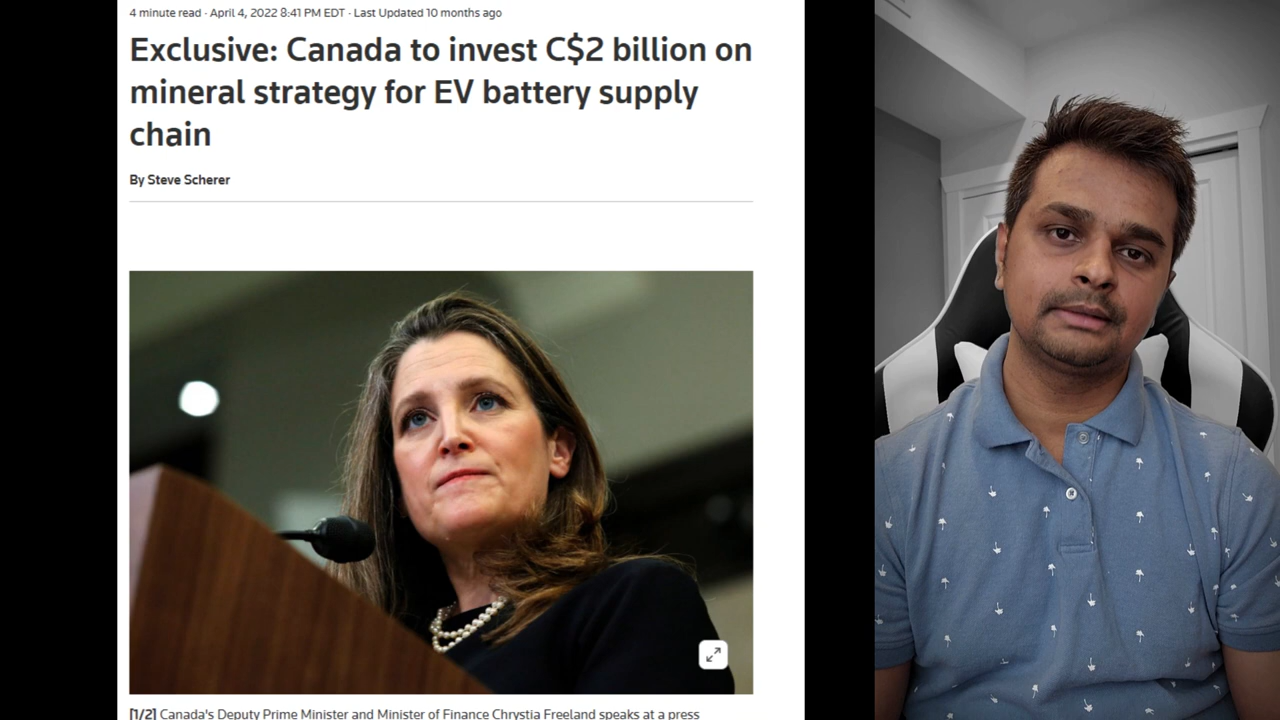 4 minute read · April 4, 2022 8:41 PM EDT · Last Updated 10 months ago
Exclusive: Canada to invest C$2 billion on
mineral strategy for EV battery supply
chain
By Steve Scherer
[1/2] Canada's Deputy Prime Minister and Minister of Finance Chrystia Freeland speaks at a press